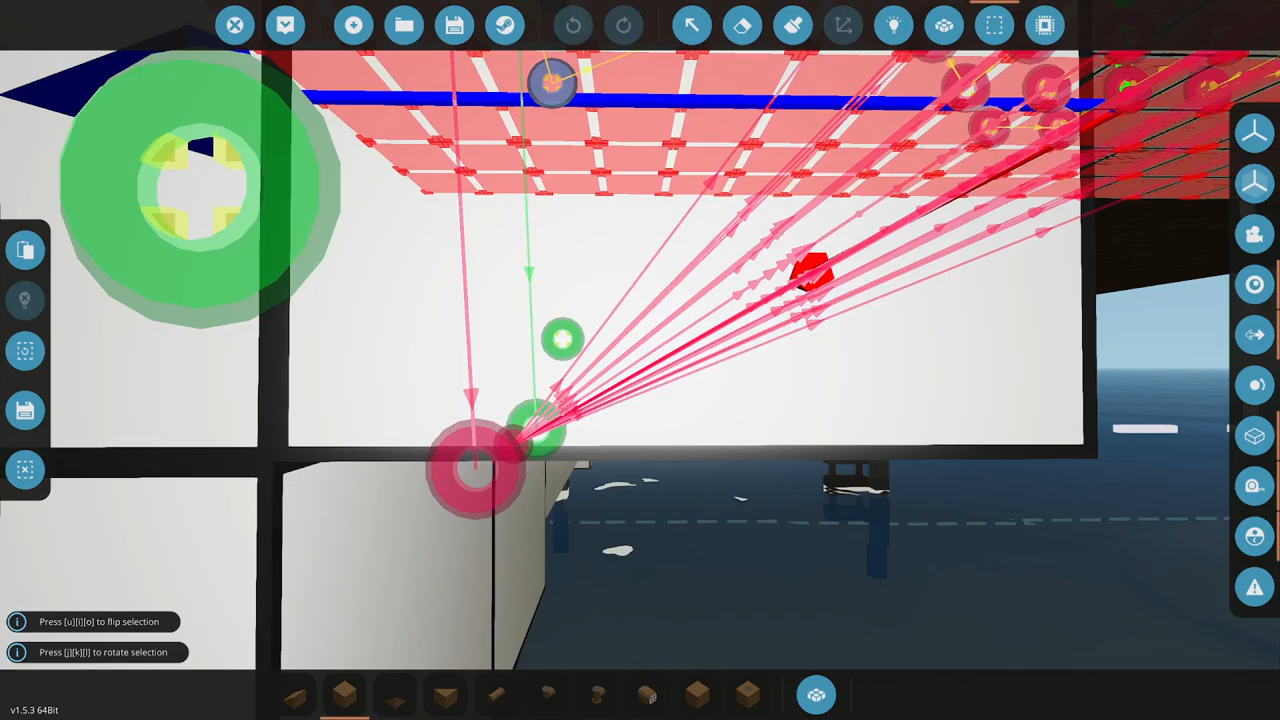 Press [u][i][o] to flip selection
Press [j][k][l] to rotate selection
v1.5.3 64Bit